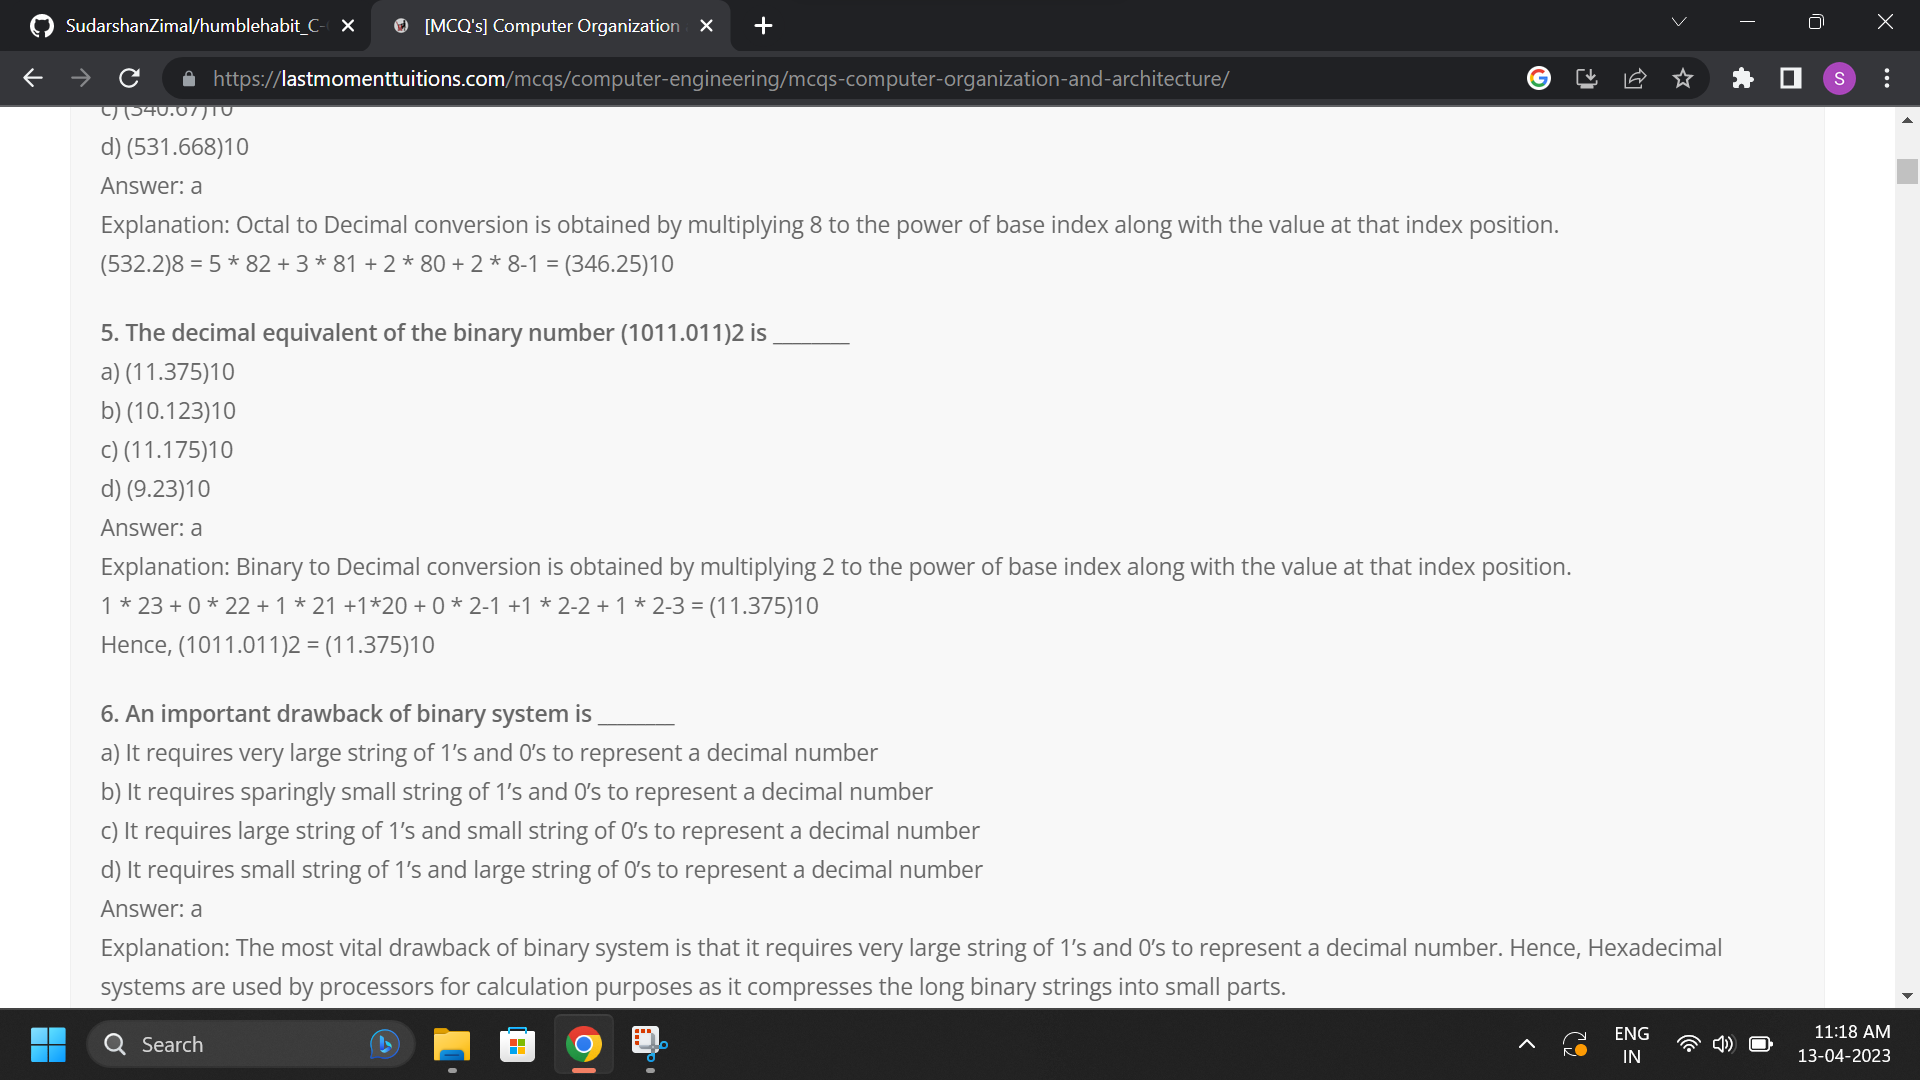 SudarshanZimal/humblehabit_C-
[MCQ's] Computer Organization
https://lastmomenttuitions.com/mcqs/computer-engineering/mcqs-computer-organization-and-architecture/
S
c) (340.67)10
d) (531.668)10
Answer: a
Explanation: Octal to Decimal conversion is obtained by multiplying 8 to the power of base index along with the value at that index position.
(532.2)8 = 5 * 82 + 3 * 81 + 2 * 80 + 2 * 8-1 = (346.25)10
5. The decimal equivalent of the binary number (1011.011)2 is ________
a) (11.375)10
b) (10.123)10
c) (11.175)10
d) (9.23)10
Answer: a
Explanation: Binary to Decimal conversion is obtained by multiplying 2 to the power of base index along with the value at that index position.
1 * 23 + 0 * 22 + 1 * 21 +1*20 + 0 * 2-1 +1 * 2-2 + 1 * 2-3 = (11.375)10
Hence, (1011.011)2 = (11.375)10
6. An important drawback of binary system is ________
a) It requires very large string of 1’s and 0’s to represent a decimal number
b) It requires sparingly small string of 1’s and 0’s to represent a decimal number
c) It requires large string of 1’s and small string of 0’s to represent a decimal number
d) It requires small string of 1’s and large string of 0’s to represent a decimal number
Answer: a
Explanation: The most vital drawback of binary system is that it requires very large string of 1’s and 0’s to represent a decimal number. Hence, Hexadecimal
systems are used by processors for calculation purposes as it compresses the long binary strings into small parts.
Search
ENG
IN
11:18 AM
13-04-2023